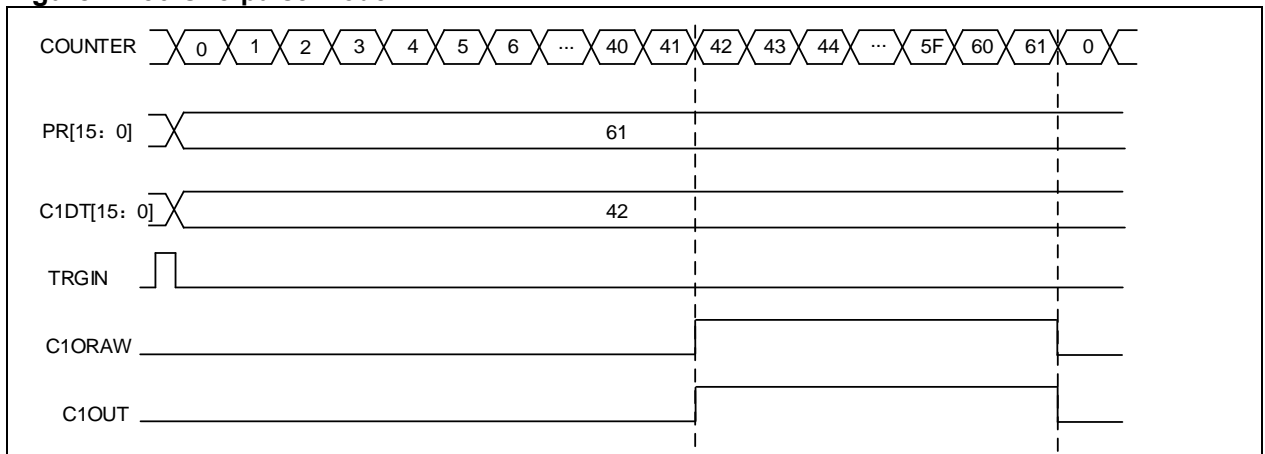 COUNTER 0 1 2 3 4 5 6 ... 40 41 42 43 44 ... 5F 60 61 0
PR[15：0] 61
C1DT[15：0] 42
TRGIN
C1ORAW
C1OUT